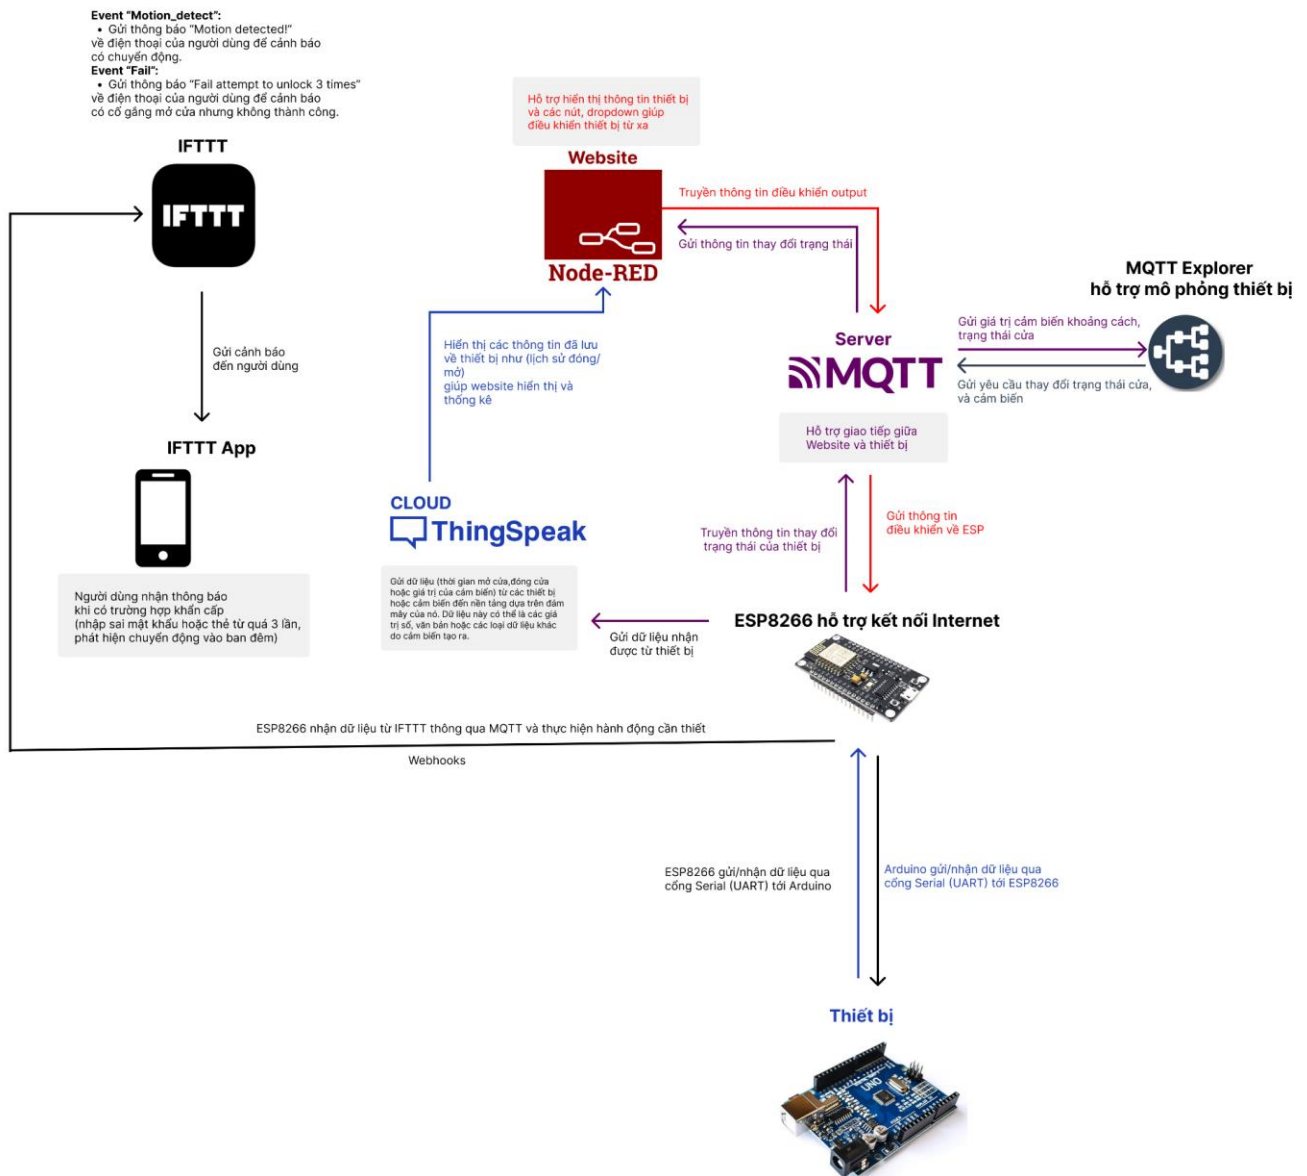 Event "Motion_detect":
• Gửi thông báo "Motion detected!"
về điện thoại của người dùng để cảnh báo
có chuyển động.
Event "Fail":
• Gửi thông báo "Fail attempt to unlock 3 times"
về điện thoại của người dùng để cảnh báo
có cố gắng mở cửa nhưng không thành công.
IFTTT
IFTTT
Gửi cảnh báo
đến người dùng
IFTTT App
Người dùng nhận thông báo
khi có trường hợp khẩn cấp
(nhập sai mật khẩu hoặc thẻ từ quá 3 lần,
phát hiện chuyển động vào ban đêm)
Hỗ trợ hiển thị thông tin thiết bị
và các nút, dropdown giúp
điều khiển thiết bị từ xa
Website
Node-RED
Truyền thông tin điều khiển output
Gửi thông tin thay đổi trạng thái
Hiển thị các thông tin đã lưu
về thiết bị như (lịch sử đóng/
mở)
giúp website hiển thị và
thống kê
Server
MQTT
Hỗ trợ giao tiếp giữa
Website và thiết bị
MQTT Explorer
hỗ trợ mô phỏng thiết bị
Gửi giá trị cảm biến khoảng cách,
trạng thái cửa
Gửi yêu cầu thay đổi trạng thái cửa,
và cảm biến
CLOUD
ThingSpeak
Gửi dữ liệu (thời gian mở cửa,đóng cửa
hoặc giá trị của cảm biến) từ các thiết bị
hoặc cảm biến đến nền tảng dựa trên đám
mây của nó. Dữ liệu này có thể là các giá
trị số, văn bản hoặc các loại dữ liệu khác
do cảm biến tạo ra.
Truyền thông tin thay đổi
trạng thái của thiết bị
Gửi thông tin
điều khiển về ESP
Gửi dữ liệu nhận
được từ thiết bị
ESP8266 hỗ trợ kết nối Internet
ESP8266 nhận dữ liệu từ IFTTT thông qua MQTT và thực hiện hành động cần thiết
Webhooks
ESP8266 gửi/nhận dữ liệu qua
cổng Serial (UART) tới Arduino
Arduino gửi/nhận dữ liệu qua
cổng Serial (UART) tới ESP8266
Thiết bị
UNO